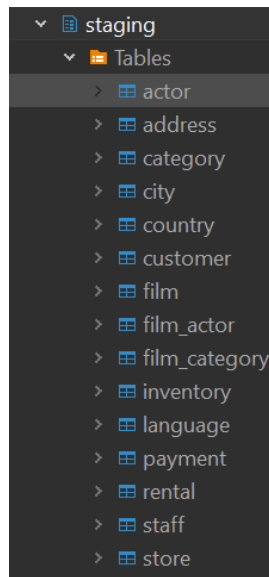 staging
Tables
actor
address
category
city
country
customer
film
film_actor
film_category
inventory
language
payment
rental
staff
store